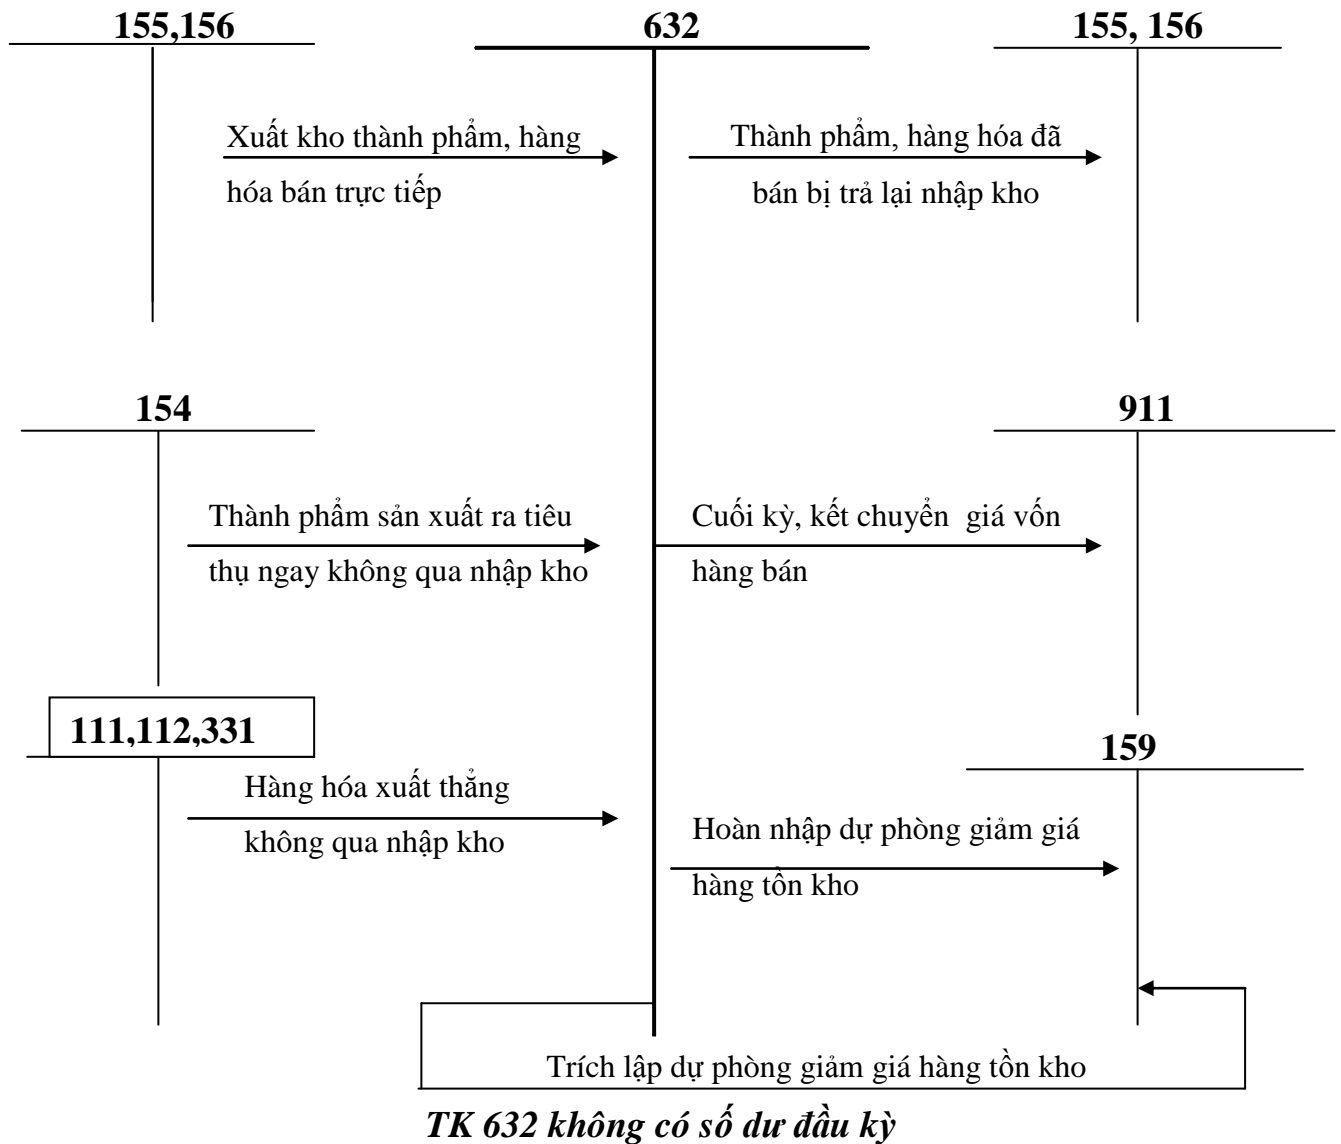 155,156
632
155, 156
Xuất kho thành phẩm, hàng
hóa bán trực tiếp
Thành phẩm, hàng hóa đã
bán bị trả lại nhập kho
154
911
Thành phẩm sản xuất ra tiêu
thụ ngay không qua nhập kho
Cuối kỳ, kết chuyển giá vốn
hàng bán
111,112,331
159
Hàng hóa xuất thẳng
không qua nhập kho
Hoàn nhập dự phòng giảm giá
hàng tồn kho
Trích lập dự phòng giảm giá hàng tồn kho
TK 632 không có số dư đầu kỳ